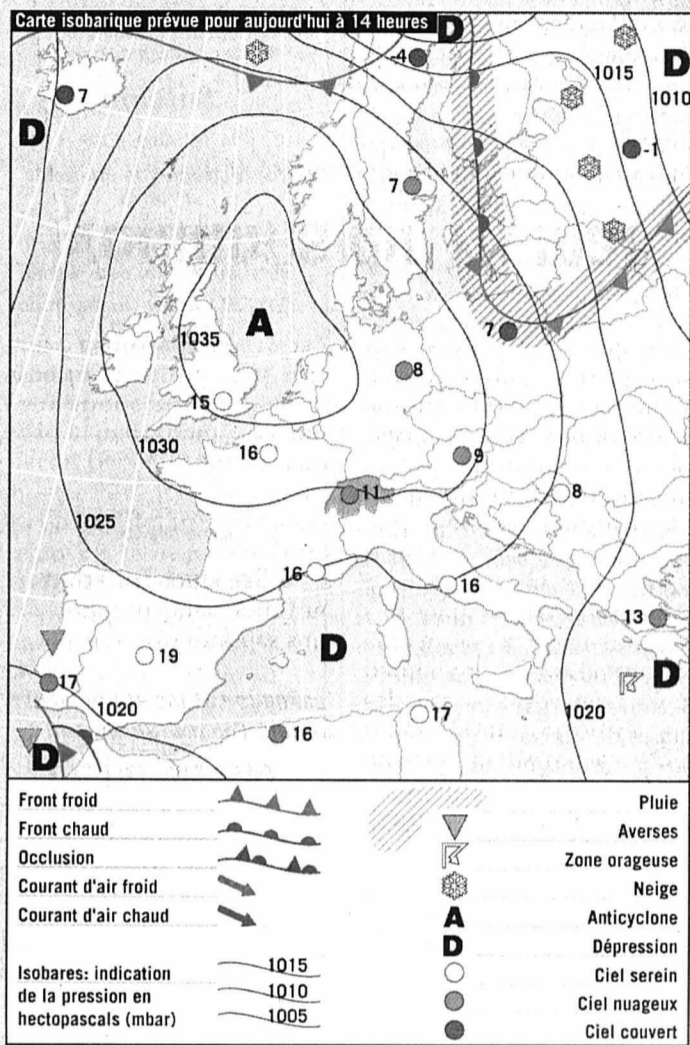 Carte isobarique prévue pour aujourd'hui à 14 heures
D
-4
D
1015
1010
7
D
-1
7
A
1035
7
8
15
1030
16
9
11
8
1025
16
16
13
D
19
D
17
1020
1020
17
16
D
Front froid
Front chaud
Occlusion
Courant d'air froid
Courant d'air chaud
Isobares: indication
de la pression en
hectopascals (mbar)
1015
1010
1005
Pluie
Averses
Zone orageuse
Neige
A Anticyclone
D Dépression
Ciel serein
Ciel nuageux
Ciel couvert